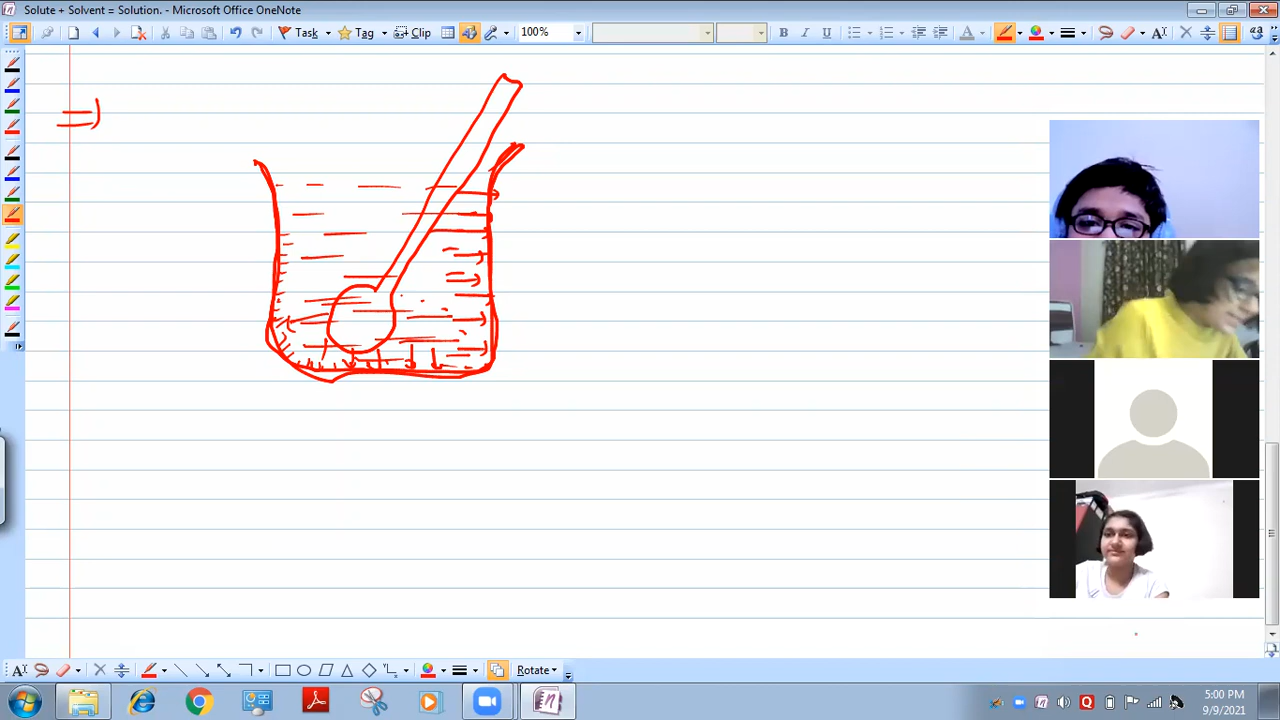 Solute + Solvent = Solution. - Microsoft Office OneNote
Task Tag Clip 100% B I U A
=)
Rotate
5:00 PM
9/9/2021